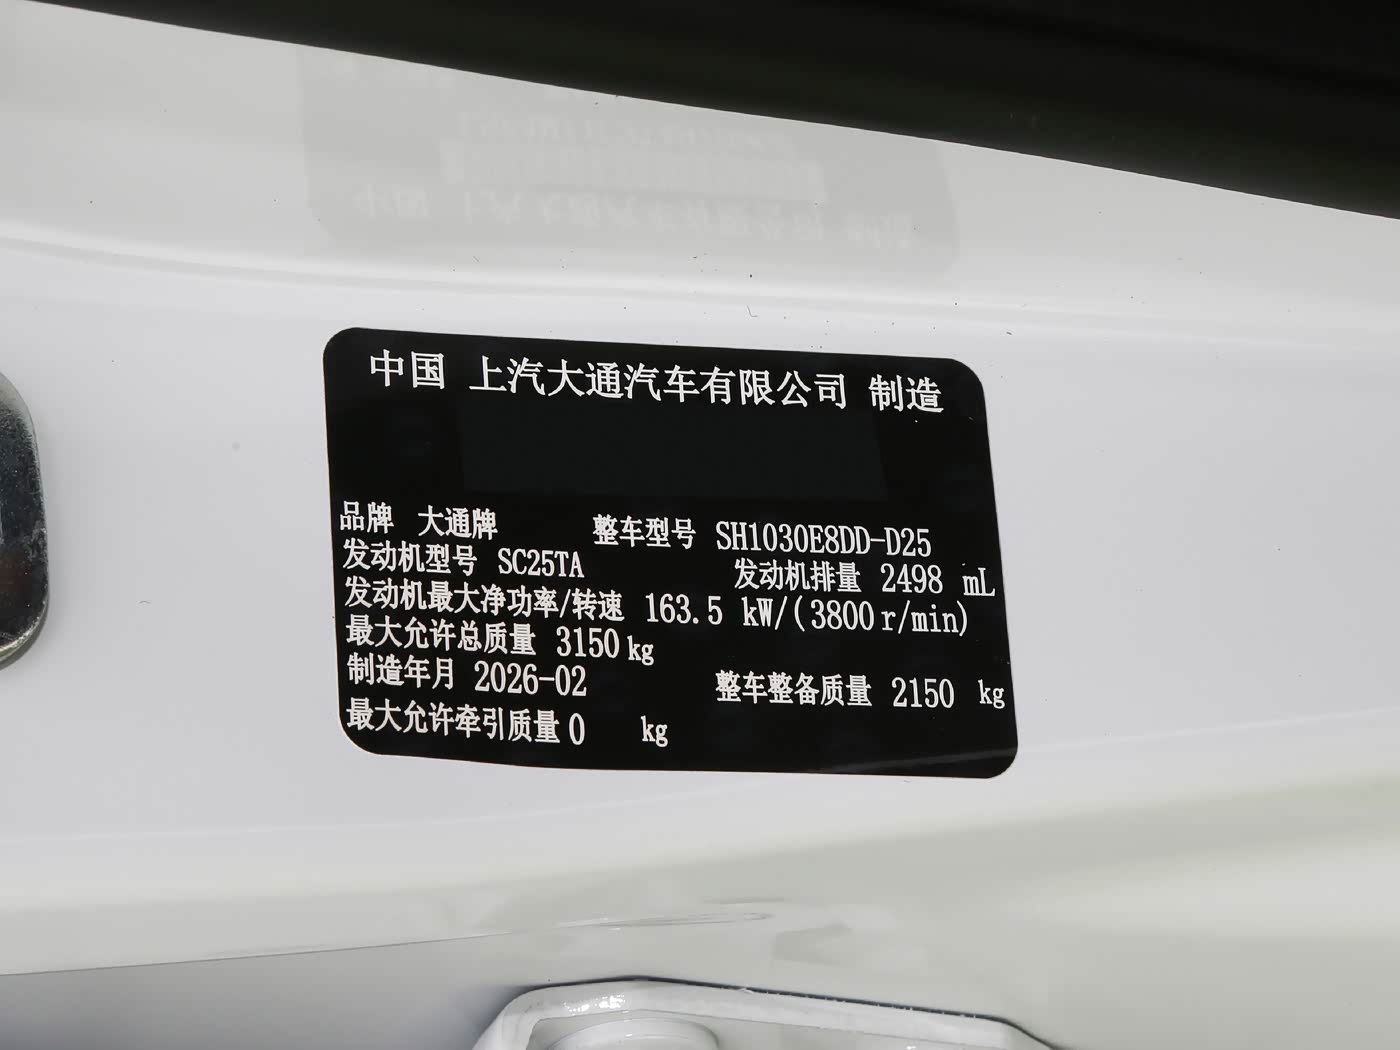 中国 上汽大通汽车有限公司 制造
品牌 大通牌 整车型号 SH1030E8DD-D25
发动机型号 SC25TA 发动机排量 2498 mL
发动机最大净功率/转速 163.5 kW/(3800r/min)
最大允许总质量 3150kg
制造年月 2026-02 整车整备质量 2150 kg
最大允许牵引质量0 kg